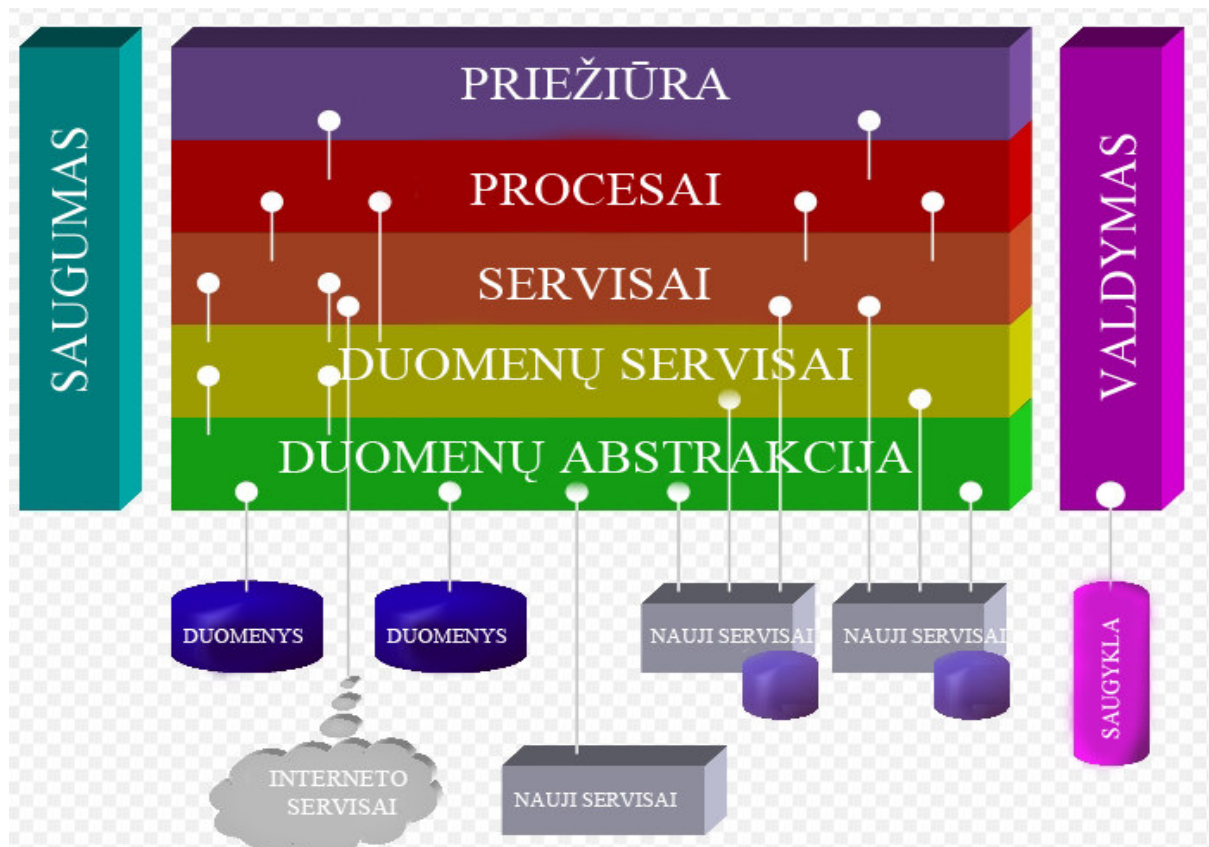 SAUGUMAS
PRIEŽIŪRA
PROCESAI
SERVISAI
DUOMENŲ SERVISAI
DUOMENŲ ABSTRAKCIJA
VALDYMAS
DUOMENYS
DUOMENYS
NAUJI SERVISAI
NAUJI SERVISAI
SAUGYKLA
INTERNETO
SERVISAI
NAUJI SERVISAI